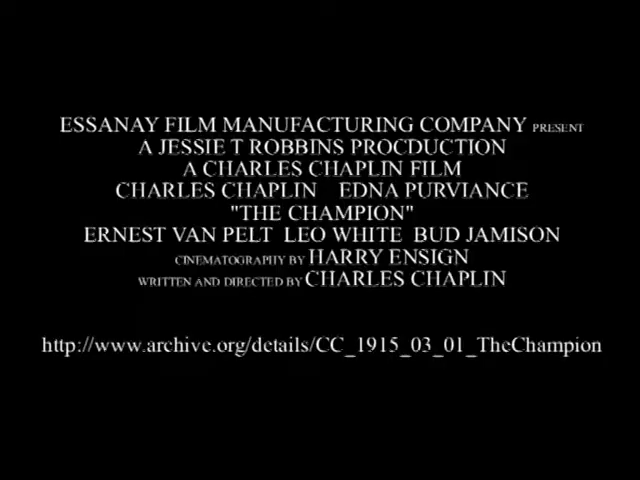 ESSANAY FILM MANUFACTURING COMPANY PRESENT
A JESSIE T ROBBINS PROCDUCTION
A CHARLES CHAPLIN FILM
CHARLES CHAPLIN EDNA PURVIANCE
"THE CHAMPION"
ERNEST VAN PELT LEO WHITE BUD JAMISON
CINEMATOGRAPHY BY HARRY ENSIGN
WRITTEN AND DIRECTED BY CHARLES CHAPLIN
http://www.archive.org/details/CC_1915_03_01_TheChampion